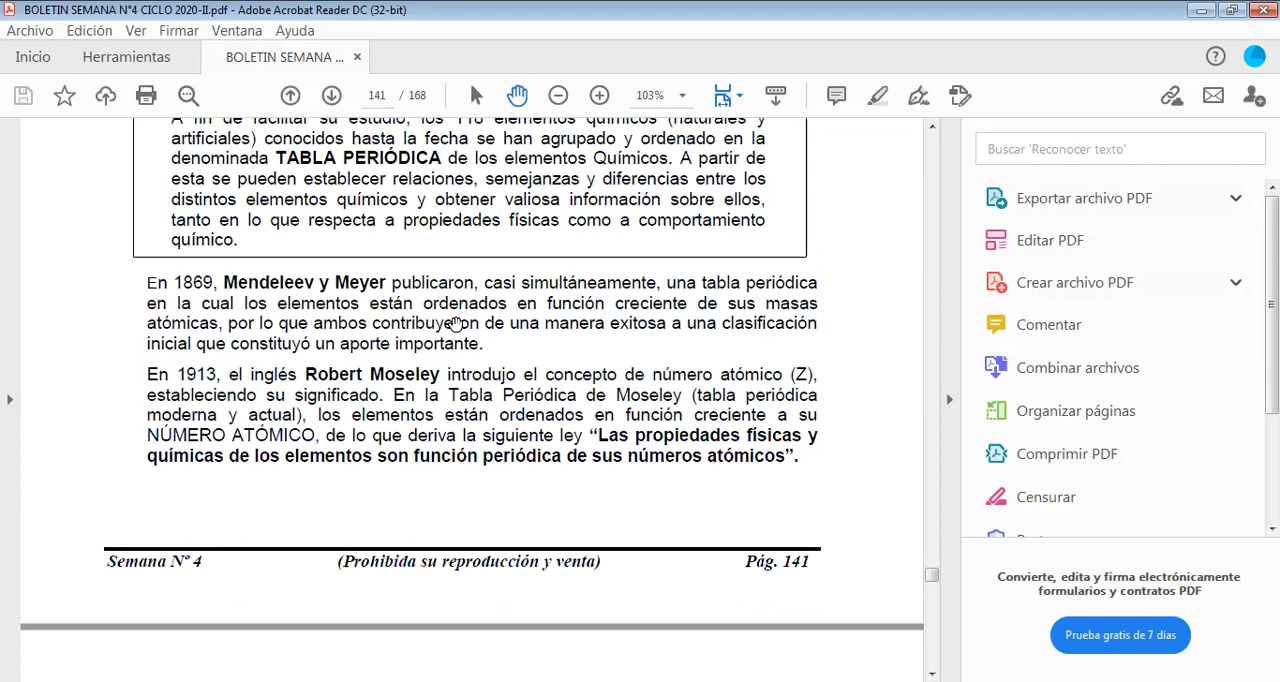 BOLETIN SEMANA N°4 CICLO 2020-II.pdf - Adobe Acrobat Reader DC (32-bit)
Archivo Edición Ver Firmar Ventana Ayuda
Inicio Herramientas BOLETIN SEMANA ... ×
141 / 168 103%
A fin de facilitar su estudio, los 118 elementos químicos (naturales y
artificiales) conocidos hasta la fecha se han agrupado y ordenado en la
denominada TABLA PERIÓDICA de los elementos Químicos. A partir de
esta se pueden establecer relaciones, semejanzas y diferencias entre los
distintos elementos químicos y obtener valiosa información sobre ellos,
tanto en lo que respecta a propiedades físicas como a comportamiento
químico.
En 1869, Mendeleev y Meyer publicaron, casi simultáneamente, una tabla periódica
en la cual los elementos están ordenados en función creciente de sus masas
atómicas, por lo que ambos contribuyeron de una manera exitosa a una clasificación
inicial que constituyó un aporte importante.
En 1913, el inglés Robert Moseley introdujo el concepto de número atómico (Z),
estableciendo su significado. En la Tabla Periódica de Moseley (tabla periódica
moderna y actual), los elementos están ordenados en función creciente a su
NÚMERO ATÓMICO, de lo que deriva la siguiente ley “Las propiedades físicas y
químicas de los elementos son función periódica de sus números atómicos”.
Semana Nº 4 (Prohibida su reproducción y venta) Pág. 141
Buscar 'Reconocer texto'
Exportar archivo PDF
Editar PDF
Crear archivo PDF
Comentar
Combinar archivos
Organizar páginas
Comprimir PDF
Censurar
Convierte, edita y firma electrónicamente
formularios y contratos PDF
Prueba gratis de 7 días